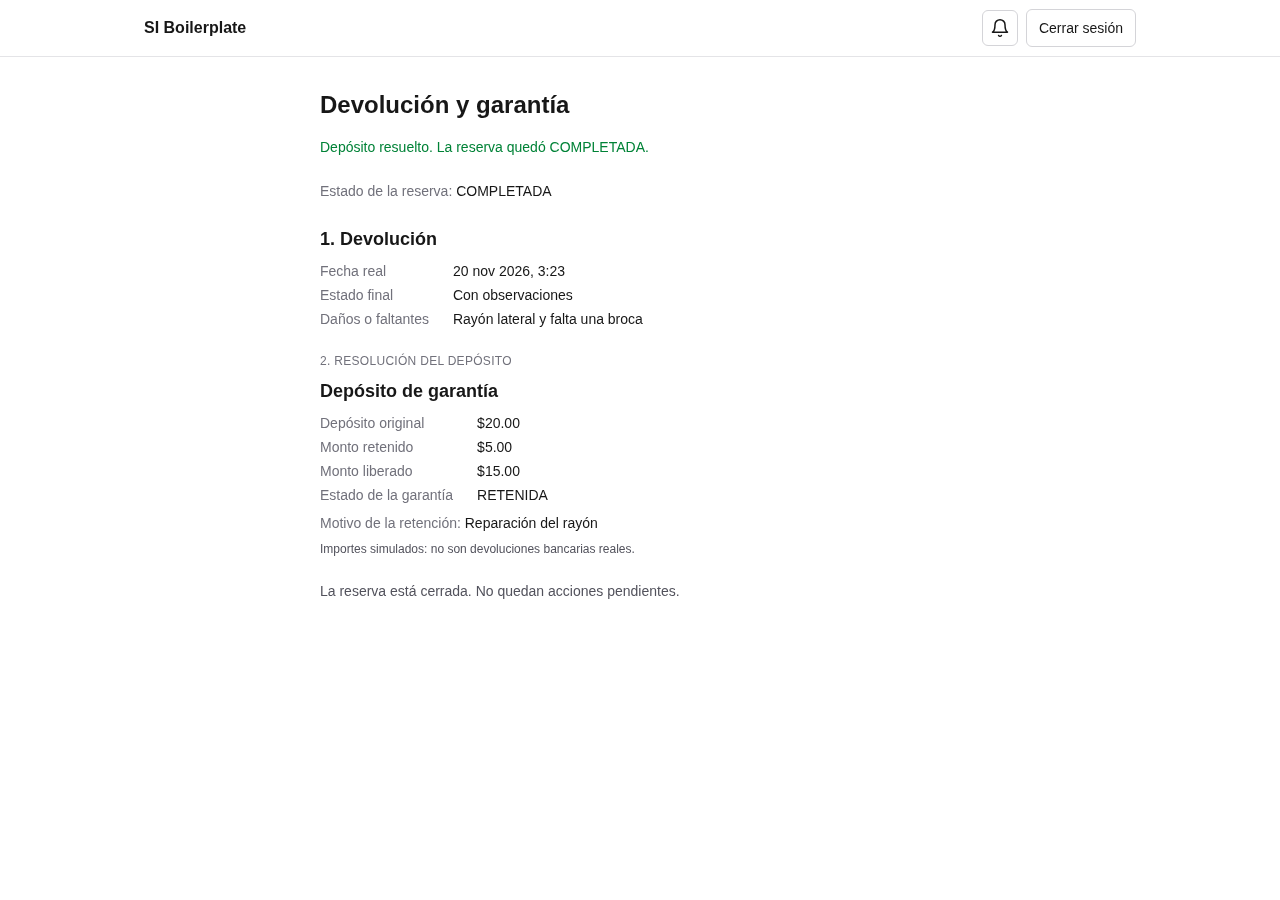 SI Boilerplate
Cerrar sesión
Devolución y garantía
Depósito resuelto. La reserva quedó COMPLETADA.
Estado de la reserva: COMPLETADA
1. Devolución
Fecha real 20 nov 2026, 3:23
Estado final Con observaciones
Daños o faltantes Rayón lateral y falta una broca
2. RESOLUCIÓN DEL DEPÓSITO
Depósito de garantía
Depósito original $20.00
Monto retenido $5.00
Monto liberado $15.00
Estado de la garantía RETENIDA
Motivo de la retención: Reparación del rayón
Importes simulados: no son devoluciones bancarias reales.
La reserva está cerrada. No quedan acciones pendientes.